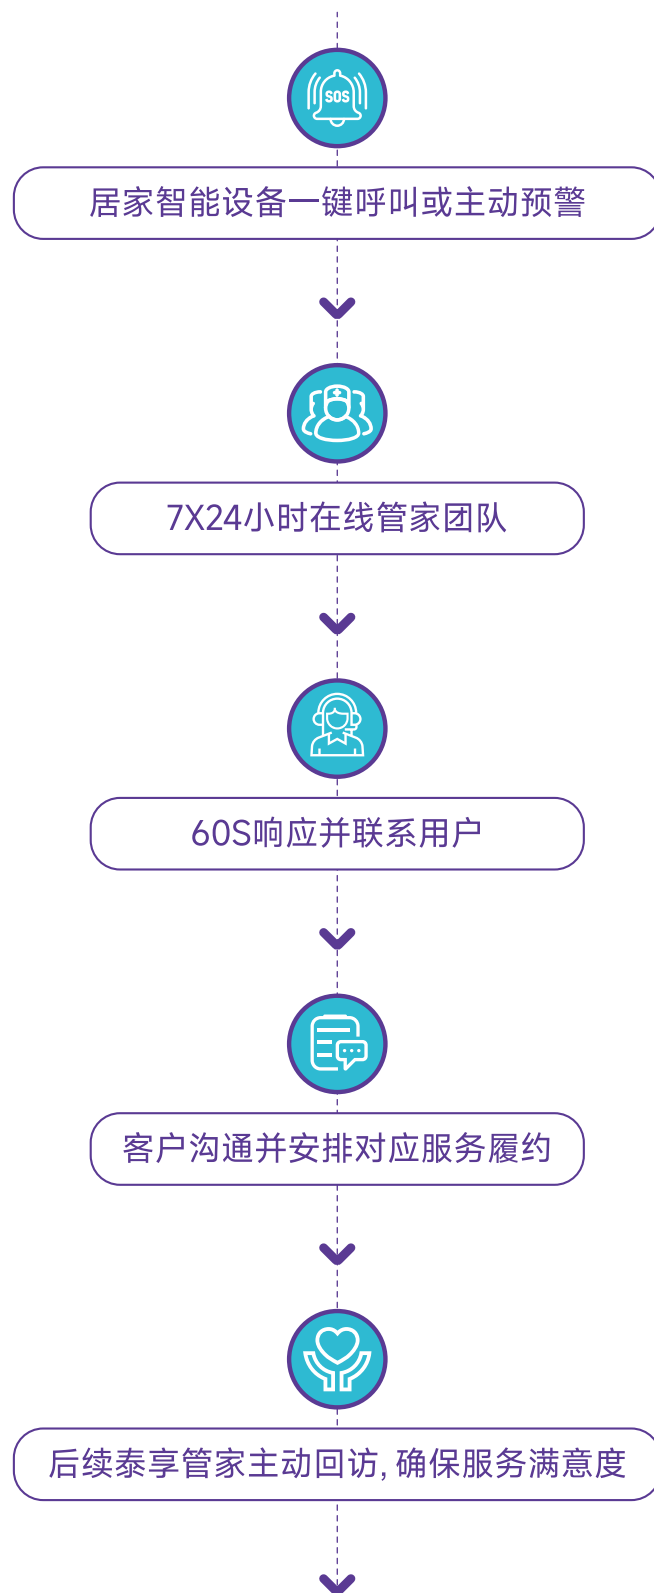 SOS
居家智能设备一键呼叫或主动预警
7X24小时在线管家团队
60S响应并联系用户
客户沟通并安排对应服务履约
后续泰享管家主动回访, 确保服务满意度